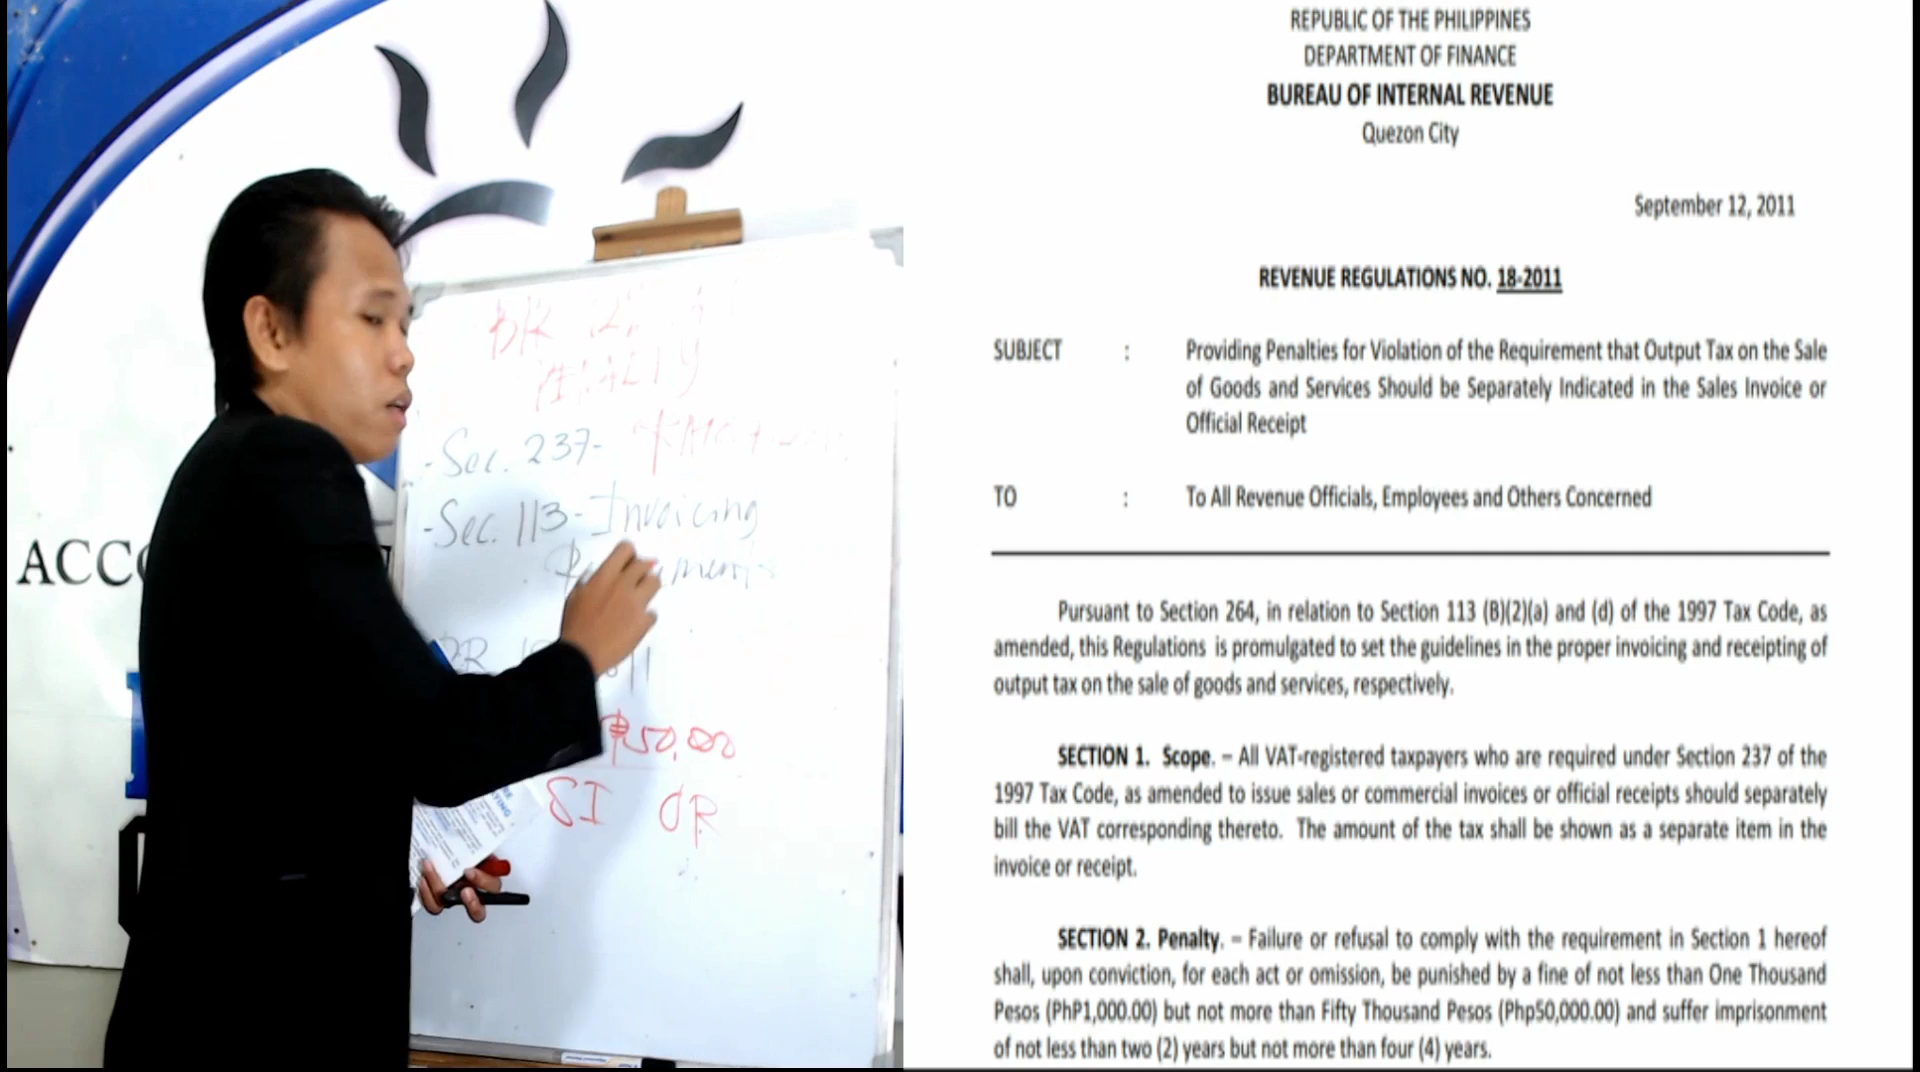 ACCO
-Sec. 237-
-Sec. 113- Invoicing
₱50,000
SI OR
REPUBLIC OF THE PHILIPPINES
DEPARTMENT OF FINANCE
BUREAU OF INTERNAL REVENUE
Quezon City
September 12, 2011
REVENUE REGULATIONS NO. 18-2011
SUBJECT : Providing Penalties for Violation of the Requirement that Output Tax on the Sale
of Goods and Services Should be Separately Indicated in the Sales Invoice or
Official Receipt
TO : To All Revenue Officials, Employees and Others Concerned
Pursuant to Section 264, in relation to Section 113 (B)(2)(a) and (d) of the 1997 Tax Code, as
amended, this Regulations is promulgated to set the guidelines in the proper invoicing and receipting of
output tax on the sale of goods and services, respectively.
SECTION 1. Scope. – All VAT-registered taxpayers who are required under Section 237 of the
1997 Tax Code, as amended to issue sales or commercial invoices or official receipts should separately
bill the VAT corresponding thereto. The amount of the tax shall be shown as a separate item in the
invoice or receipt.
SECTION 2. Penalty. – Failure or refusal to comply with the requirement in Section 1 hereof
shall, upon conviction, for each act or omission, be punished by a fine of not less than One Thousand
Pesos (PhP1,000.00) but not more than Fifty Thousand Pesos (Php50,000.00) and suffer imprisonment
of not less than two (2) years but not more than four (4) years.